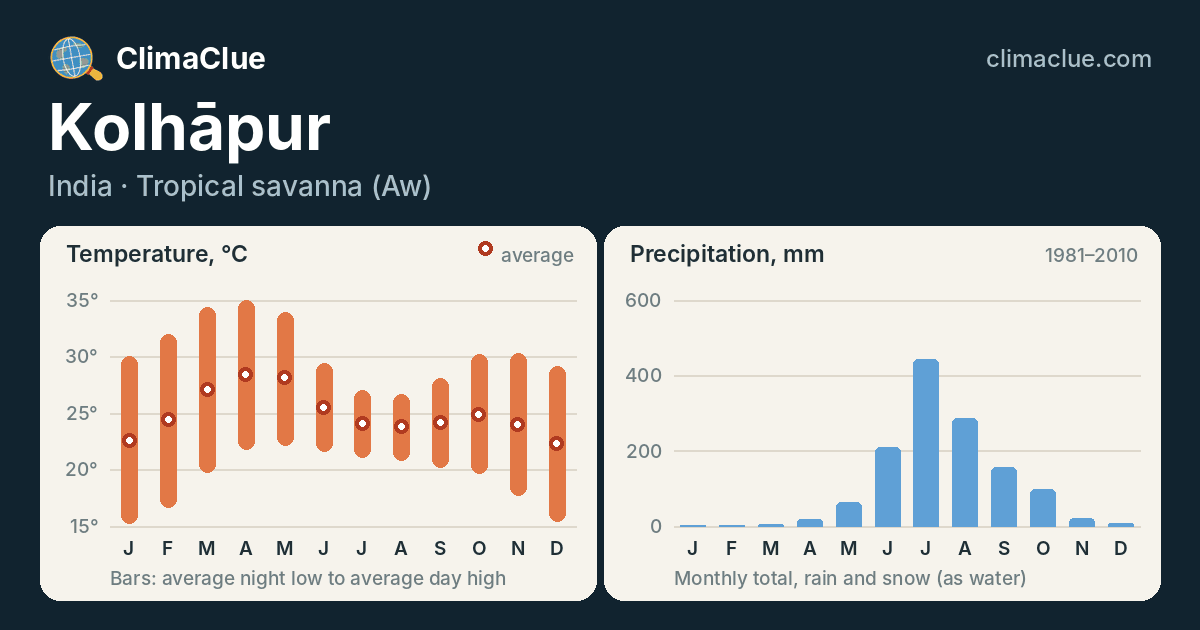 ClimaClue
climaclue.com
Kolhāpur
India · Tropical savanna (Aw)
Temperature, °C
average
35°
30°
25°
20°
15°
J F M A M J J A S O N D
Bars: average night low to average day high
Precipitation, mm
1981–2010
600
400
200
0
J F M A M J J A S O N D
Monthly total, rain and snow (as water)